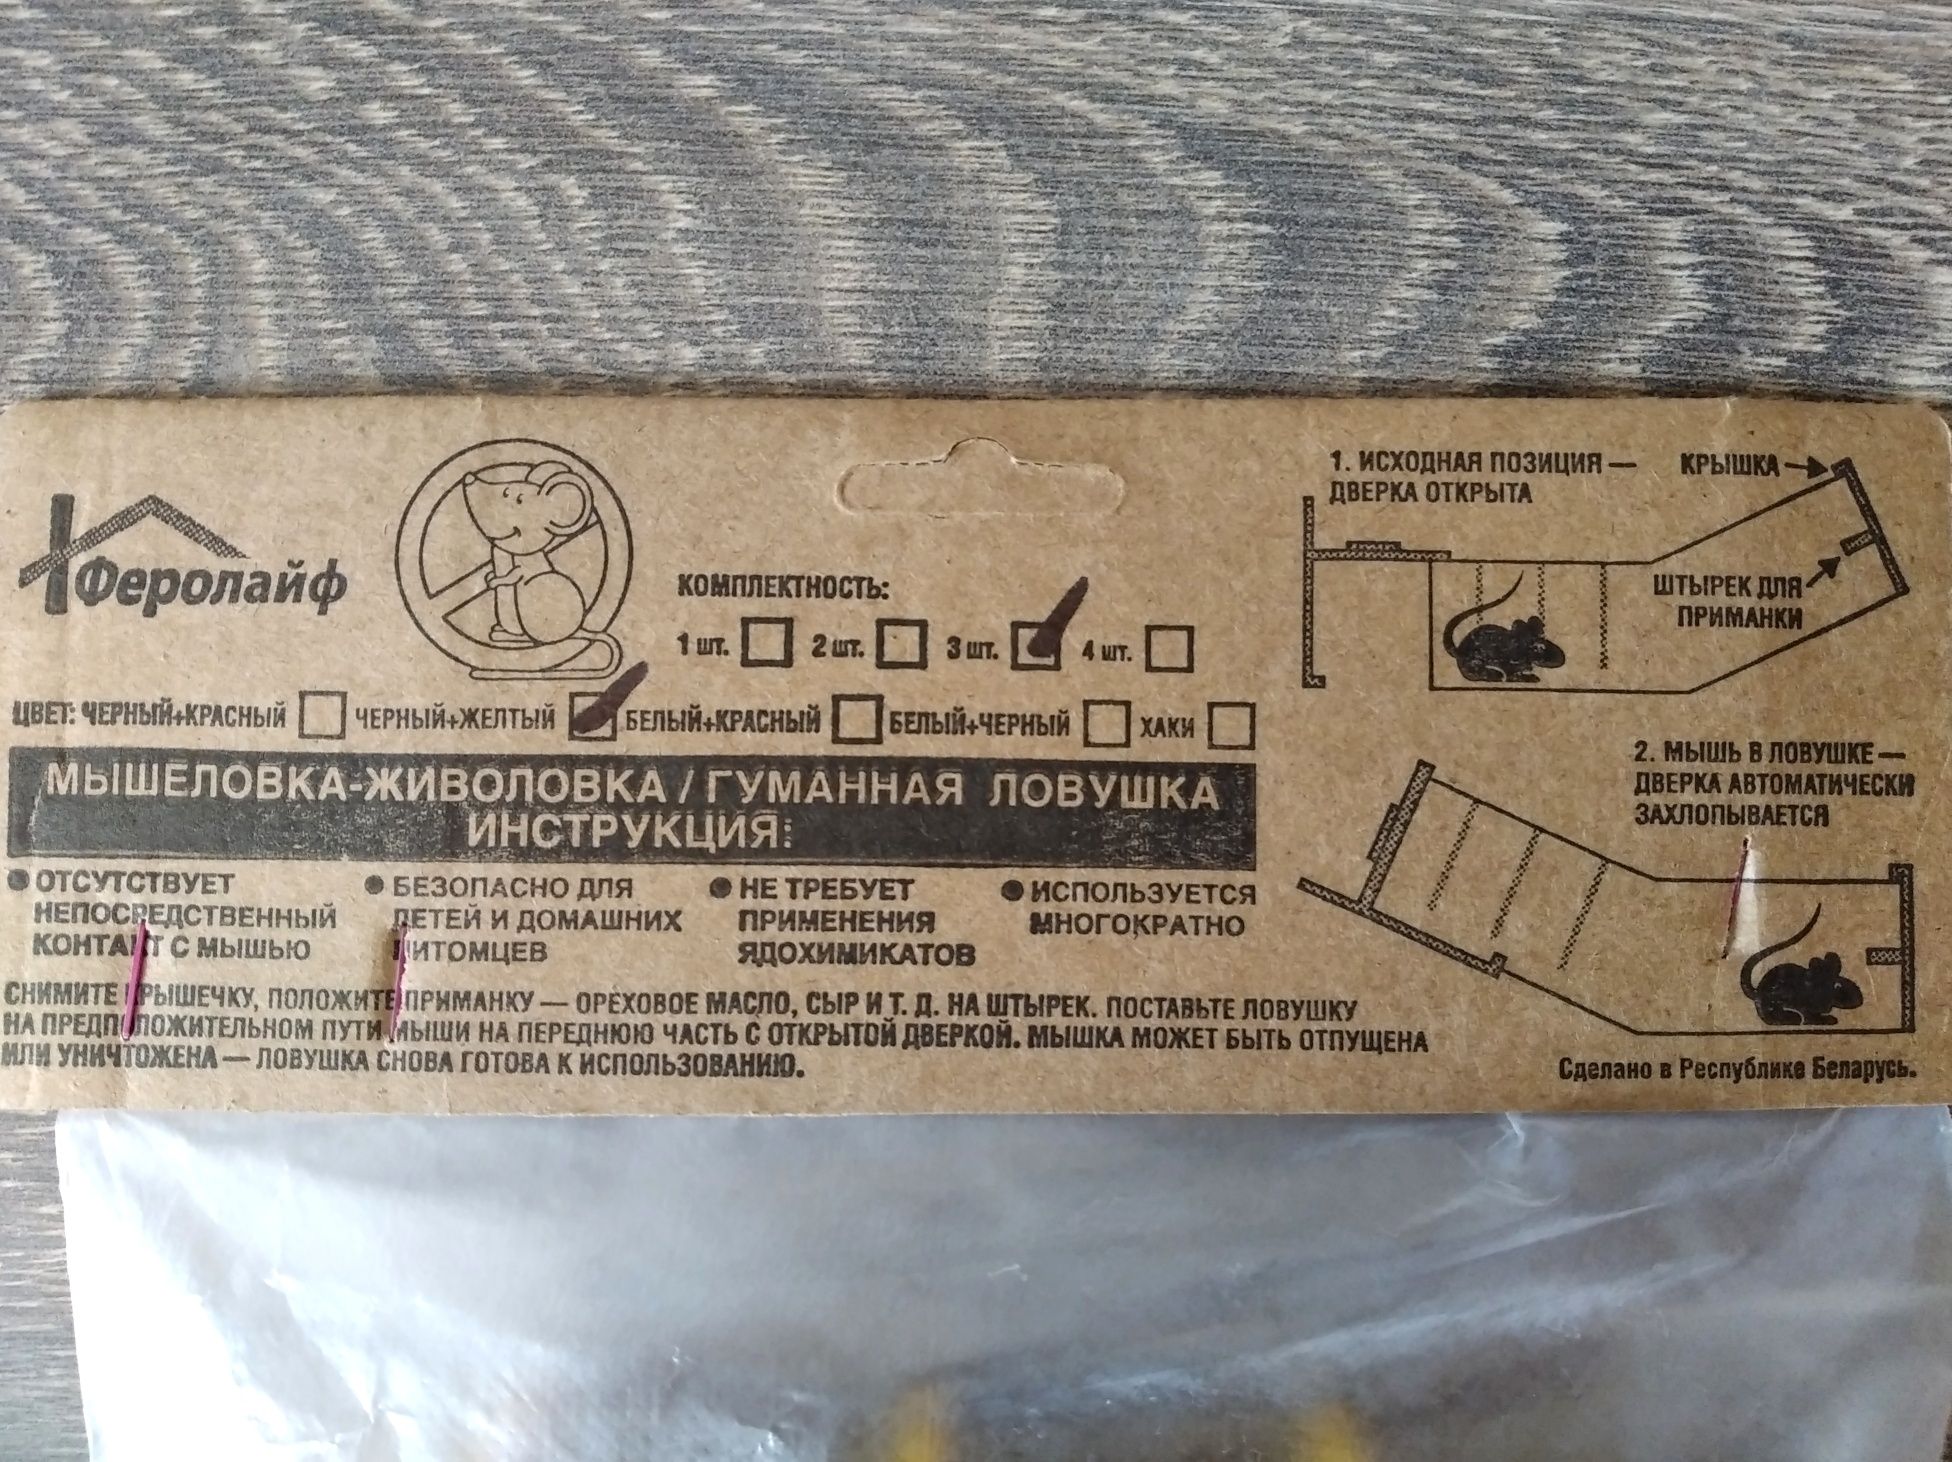 Феролайф
КОМПЛЕКТНОСТЬ:
1 шт. 2 шт. 3 шт. 4 шт.
ЦВЕТ: ЧЕРНЫЙ+КРАСНЫЙ ЧЕРНЫЙ+ЖЕЛТЫЙ БЕЛЫЙ+КРАСНЫЙ БЕЛЫЙ+ЧЕРНЫЙ ХАКИ
МЫШЕЛОВКА-ЖИВОЛОВКА / ГУМАННАЯ ЛОВУШКА
ИНСТРУКЦИЯ:
● ОТСУТСТВУЕТ
НЕПОСРЕДСТВЕННЫЙ
КОНТАКТ С МЫШЬЮ
● БЕЗОПАСНО ДЛЯ
ДЕТЕЙ И ДОМАШНИХ
ПИТОМЦЕВ
● НЕ ТРЕБУЕТ
ПРИМЕНЕНИЯ
ЯДОХИМИКАТОВ
● ИСПОЛЬЗУЕТСЯ
МНОГОКРАТНО
СНИМИТЕ КРЫШЕЧКУ, ПОЛОЖИТЕ ПРИМАНКУ — ОРЕХОВОЕ МАСЛО, СЫР И Т. Д. НА ШТЫРЕК. ПОСТАВЬТЕ ЛОВУШКУ
НА ПРЕДПОЛОЖИТЕЛЬНОМ ПУТИ МЫШИ НА ПЕРЕДНЮЮ ЧАСТЬ С ОТКРЫТОЙ ДВЕРКОЙ. МЫШКА МОЖЕТ БЫТЬ ОТПУЩЕНА
ИЛИ УНИЧТОЖЕНА — ЛОВУШКА СНОВА ГОТОВА К ИСПОЛЬЗОВАНИЮ.
1. ИСХОДНАЯ ПОЗИЦИЯ —
ДВЕРКА ОТКРЫТА
КРЫШКА
ШТЫРЕК ДЛЯ
ПРИМАНКИ
2. МЫШЬ В ЛОВУШКЕ —
ДВЕРКА АВТОМАТИЧЕСКИ
ЗАХЛОПЫВАЕТСЯ
Сделано в Республике Беларусь.